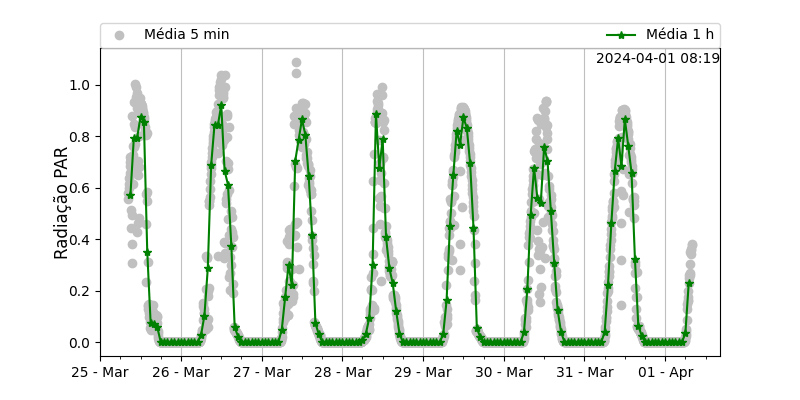 Média 5 min
Média 1 h
2024-04-01 08:19
Radiação PAR
1.0
0.8
0.6
0.4
0.2
0.0
25 - Mar
26 - Mar
27 - Mar
28 - Mar
29 - Mar
30 - Mar
31 - Mar
01 - Apr